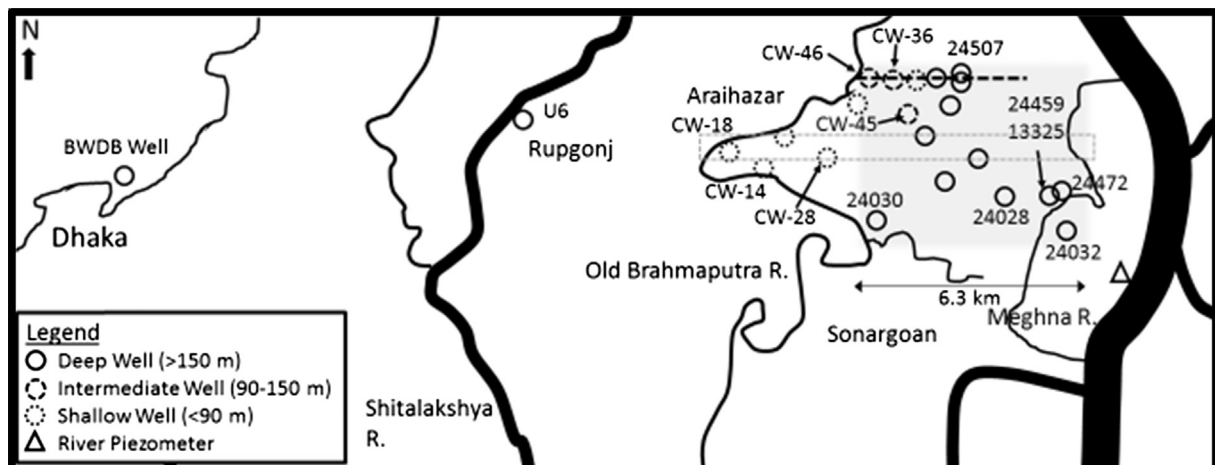 N
CW-46
CW-36
24507
Araihazar
U6
Rupgonj
CW-18
CW-45
24459
13325
BWDB Well
CW-14
CW-28
24030
24028
24472
24032
Dhaka
Old Brahmaputra R.
6.3 km
Meghna R.
Sonargoan
Legend
Deep Well (>150 m)
Intermediate Well (90-150 m)
Shallow Well (<90 m)
River Piezometer
Shitalakshya
R.